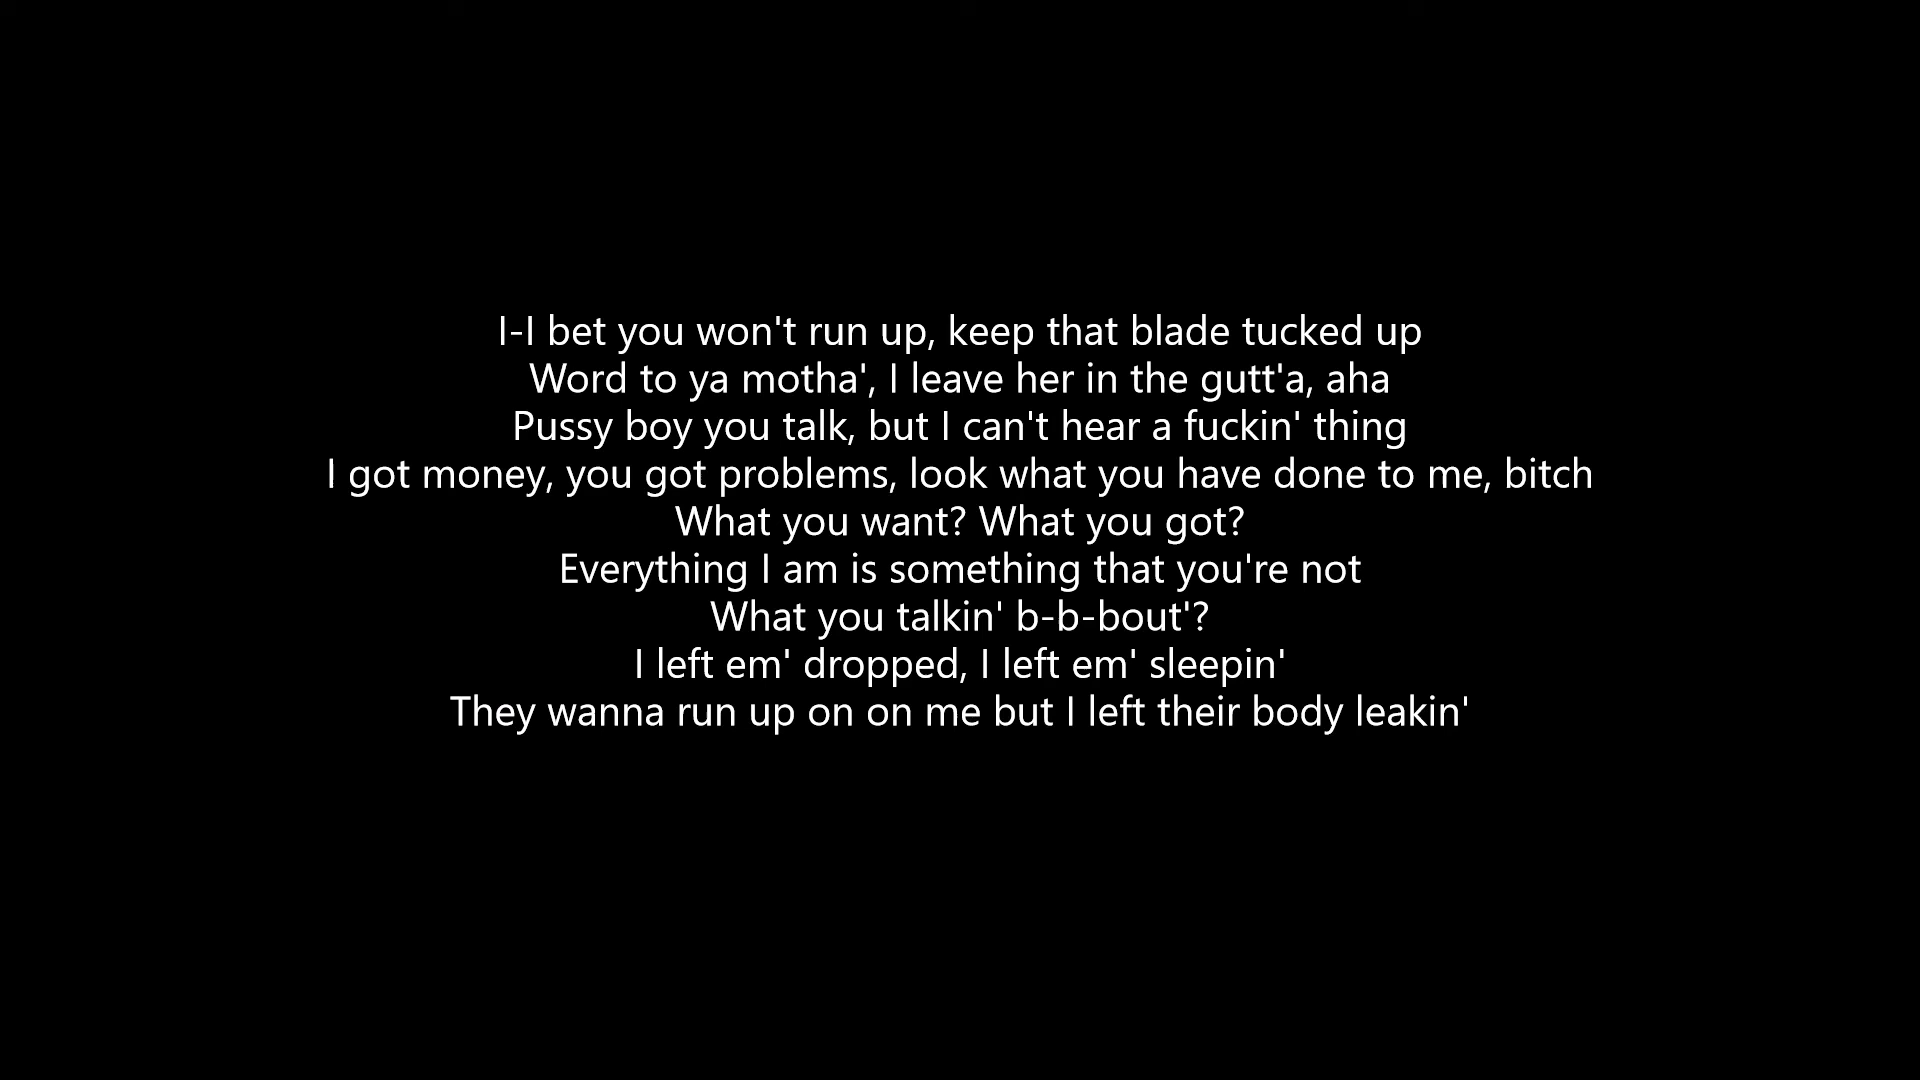 I-I bet you won't run up, keep that blade tucked up
Word to ya motha', I leave her in the gutt'a, aha
Pussy boy you talk, but I can't hear a fuckin' thing
I got money, you got problems, look what you have done to me, bitch
What you want? What you got?
Everything I am is something that you're not
What you talkin' b-b-bout'?
I left em' dropped, I left em' sleepin'
They wanna run up on on me but I left their body leakin'